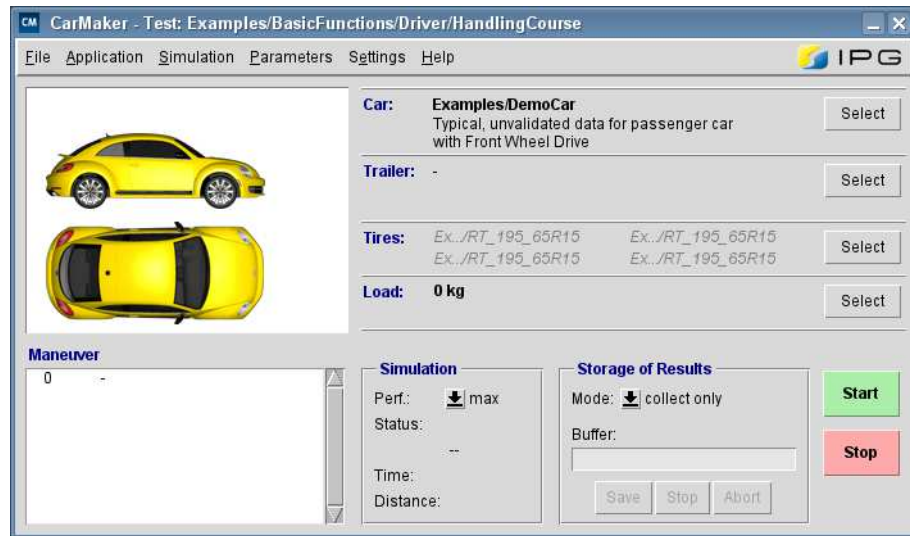 CM CarMaker - Test: Examples/BasicFunctions/Driver/HandlingCourse
File Application Simulation Parameters Settings Help IPG
Car: Examples/DemoCar Select
Typical, unvalidated data for passenger car
with Front Wheel Drive
Trailer: - Select
Tires: Ex../RT_195_65R15 Ex../RT_195_65R15 Select
Ex../RT_195_65R15 Ex../RT_195_65R15
Load: 0 kg Select
Maneuver
0 -
Simulation
Perf.: max
Status:
--
Time:
Distance:
Storage of Results
Mode: collect only
Buffer:
Save Stop Abort
Start
Stop